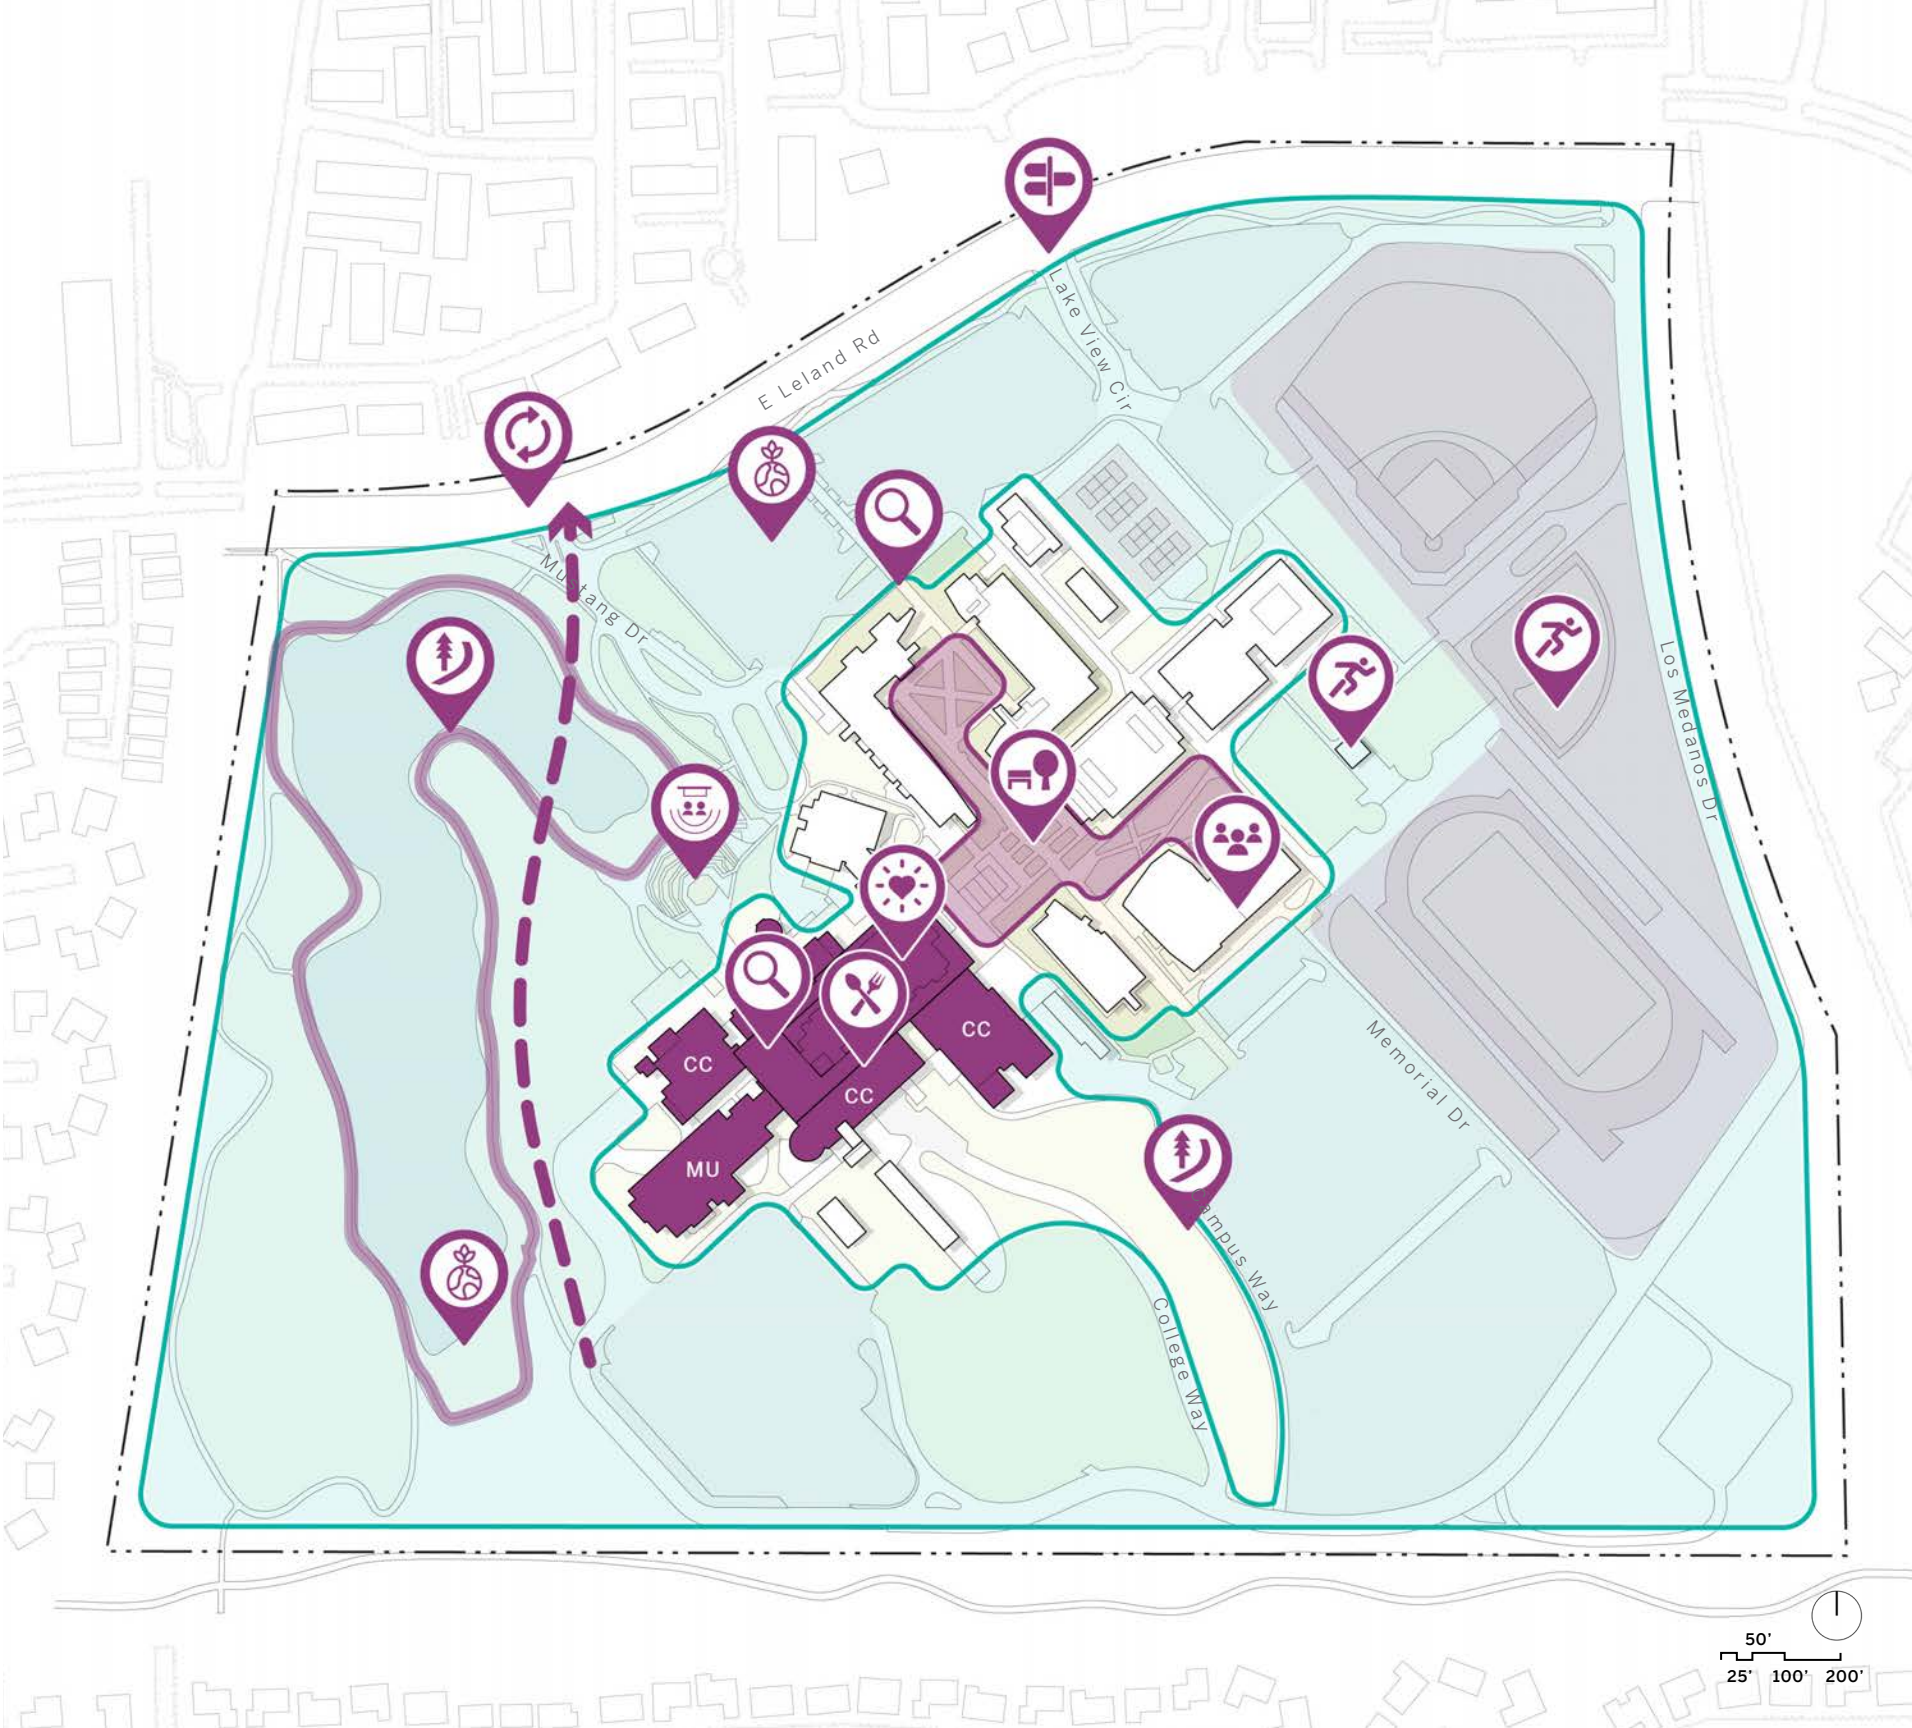 E Leland Rd
Lake View Cir
Mustang Dr
Los Medanos Dr
CC
CC
CC
MU
Memorial Dr
Campus Way
College Way
50'
25' 100' 200'